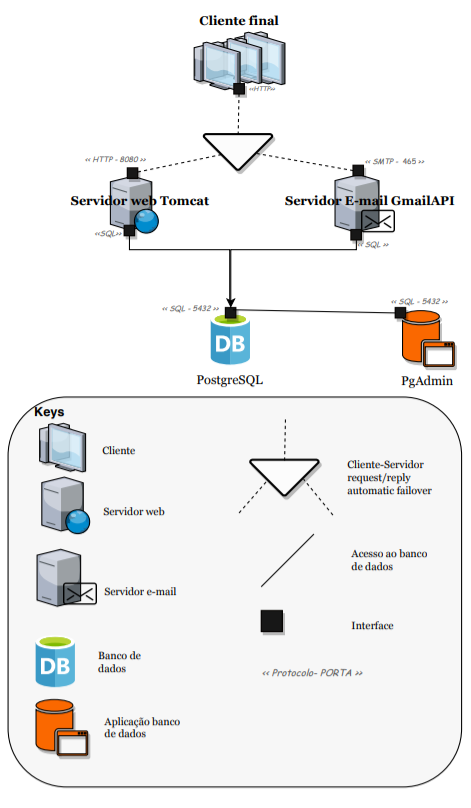 Cliente final
«HTTP»
« HTTP - 8080 »
« SMTP - 465 »
Servidor web Tomcat
Servidor E-mail GmailAPI
«SQL»
« SQL »
« SQL - 5432 »
« SQL - 5432 »
DB
PostgreSQL
PgAdmin
Keys
Cliente
Cliente-Servidor
request/reply
automatic failover
Servidor web
Acesso ao banco
de dados
Servidor e-mail
Interface
DB
Banco de
dados
« Protocolo- PORTA »
Aplicação banco
de dados